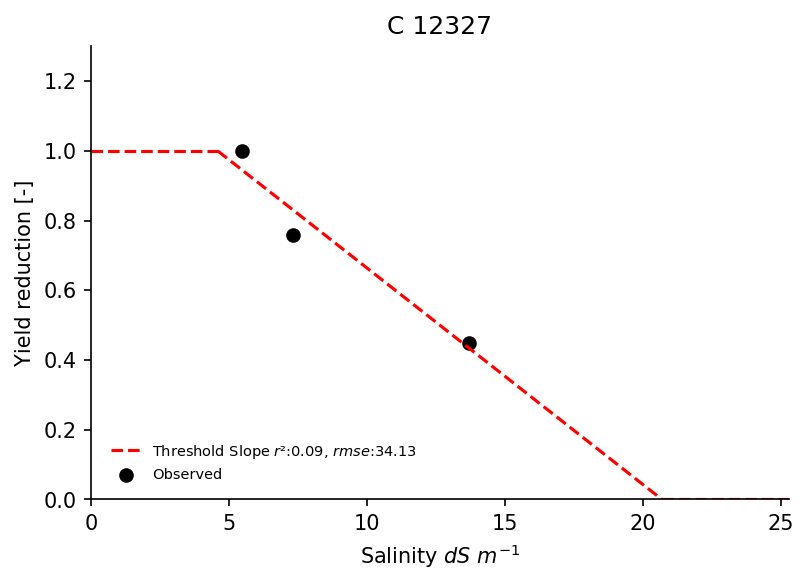 C 12327
1.2
1.0
0.8
0.6
0.4
0.2
0.0
Yield reduction [-]
Threshold Slope r²:0.09, rmse:34.13
Observed
0 5 10 15 20 25
Salinity dS m⁻¹